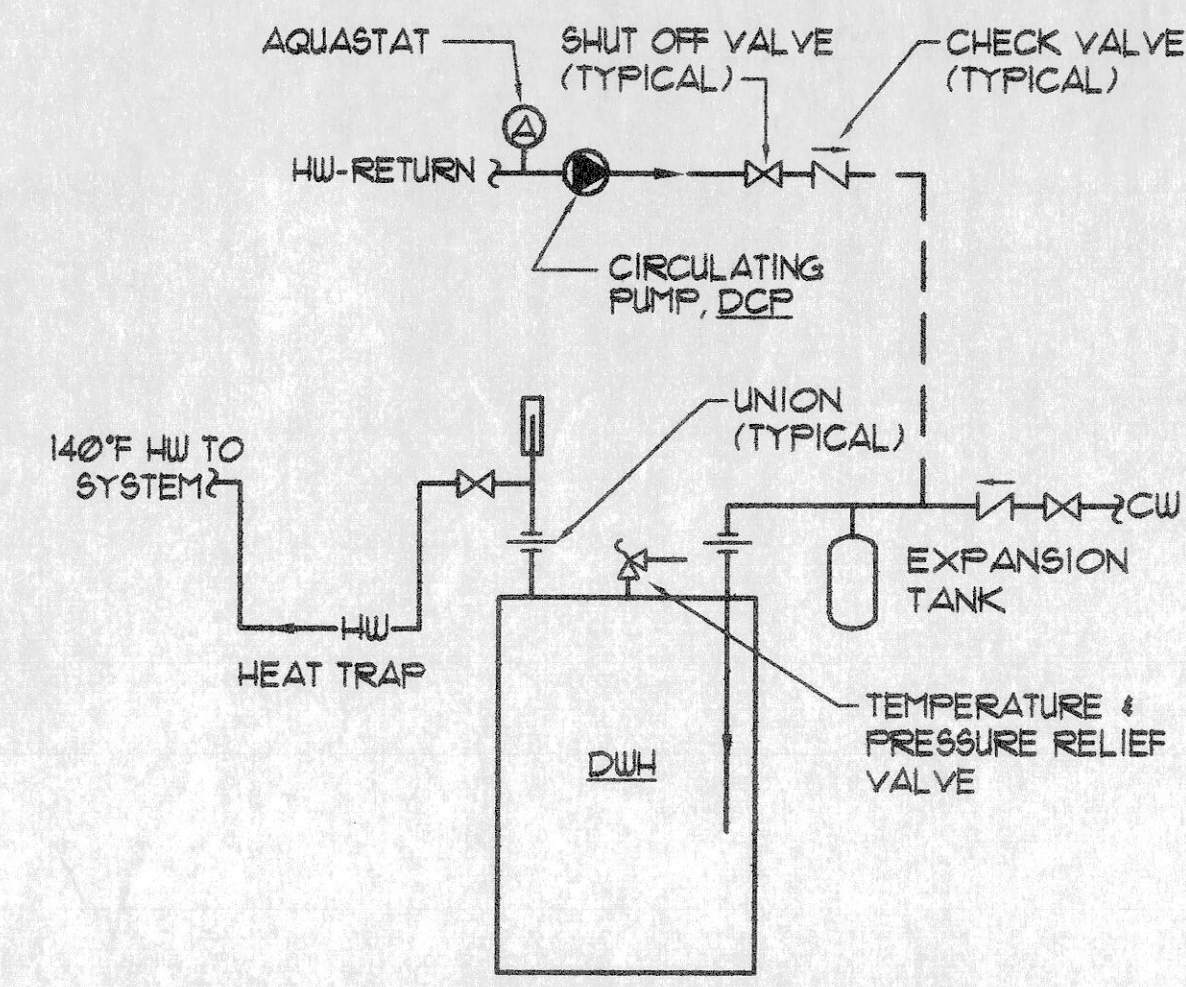 AQUASTAT
SHUT OFF VALVE
(TYPICAL)
CHECK VALVE
(TYPICAL)
A
HW-RETURN
CIRCULATING
PUMP, DCP
UNION
(TYPICAL)
140°F HW TO
SYSTEM
CW
EXPANSION
TANK
HW
HEAT TRAP
TEMPERATURE &
PRESSURE RELIEF
VALVE
DWH